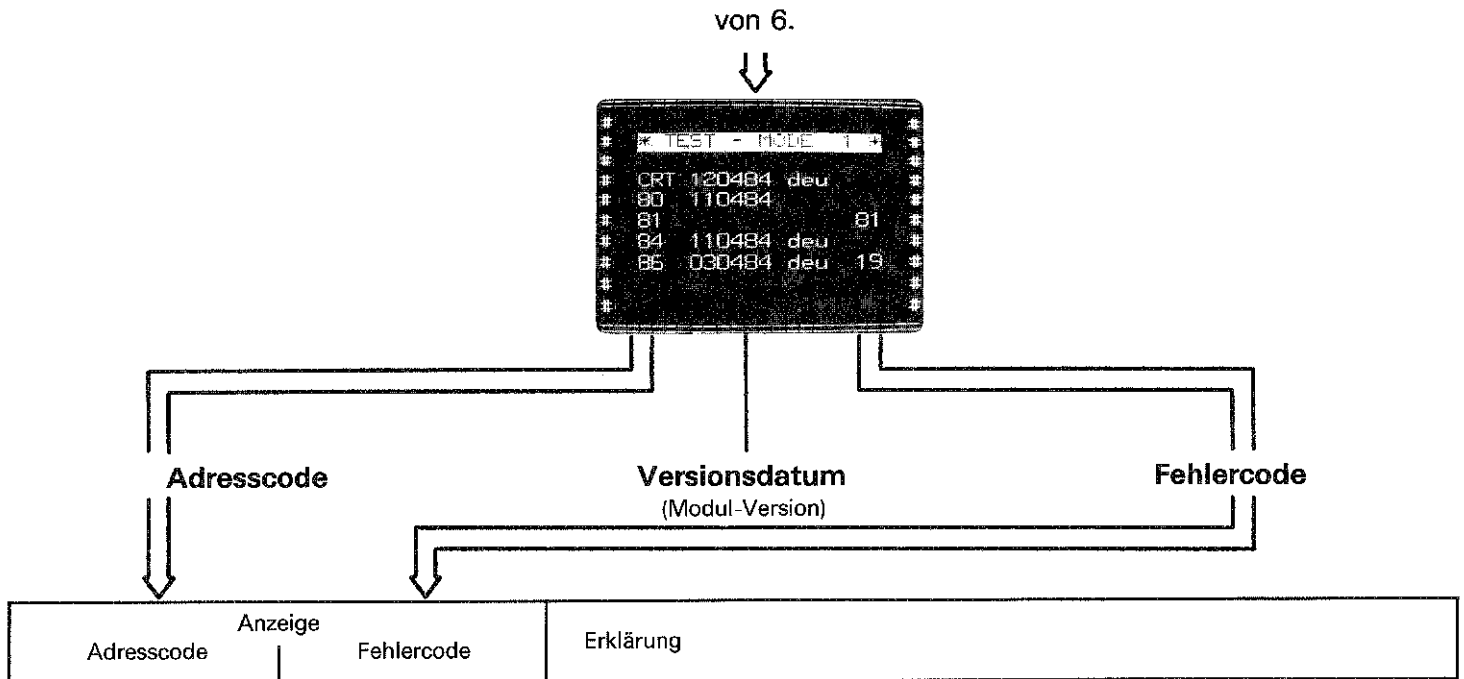 von 6.
* TEST - MODE 1 *
CRT 120484 deu
80 110484
81 81
84 110484 deu
86 030484 deu 19
Adresscode
Versionsdatum
Fehlercode
(Modul-Version)
Anzeige
Adresscode
Fehlercode
Erklärung